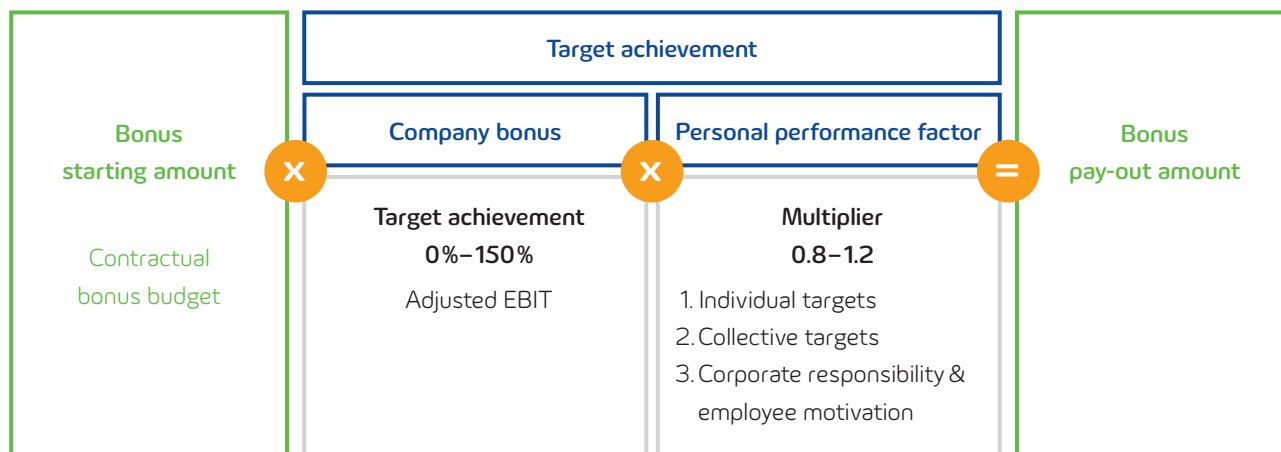 Bonus
starting amount
Contractual
bonus budget
x
Target achievement
Company bonus
Target achievement
0%–150%
Adjusted EBIT
x
Personal performance factor
Multiplier
0.8–1.2
1. Individual targets
2. Collective targets
3. Corporate responsibility &
employee motivation
=
Bonus
pay-out amount